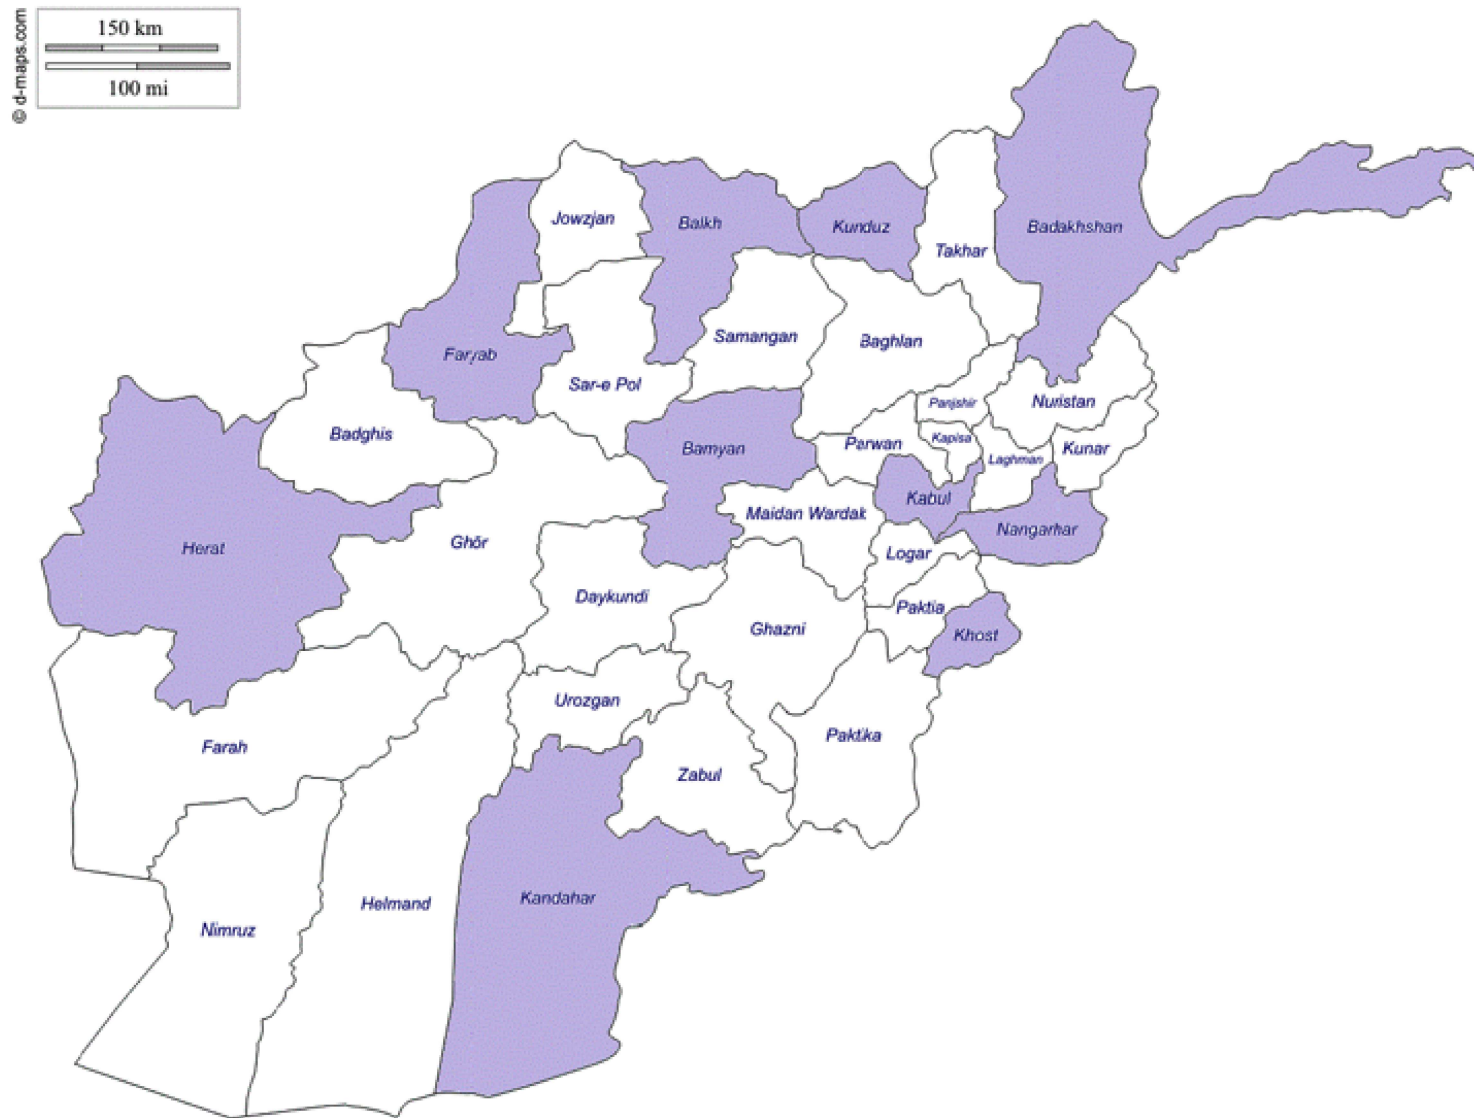 150 km
100 mi
© d-maps.com
Jowzjan
Balkh
Kunduz
Takhar
Badakhshan
Faryab
Samangan
Baghlan
Sar-e Pol
Badghis
Bamyan
Parwan
Panjshir
Kapisa
Nuristan
Laghman
Kunar
Kabul
Maidan Wardak
Nangarhar
Herat
Ghōr
Logar
Daykundi
Ghazni
Paktia
Khost
Urozgan
Farah
Zabul
Paktika
Nimruz
Helmand
Kandahar